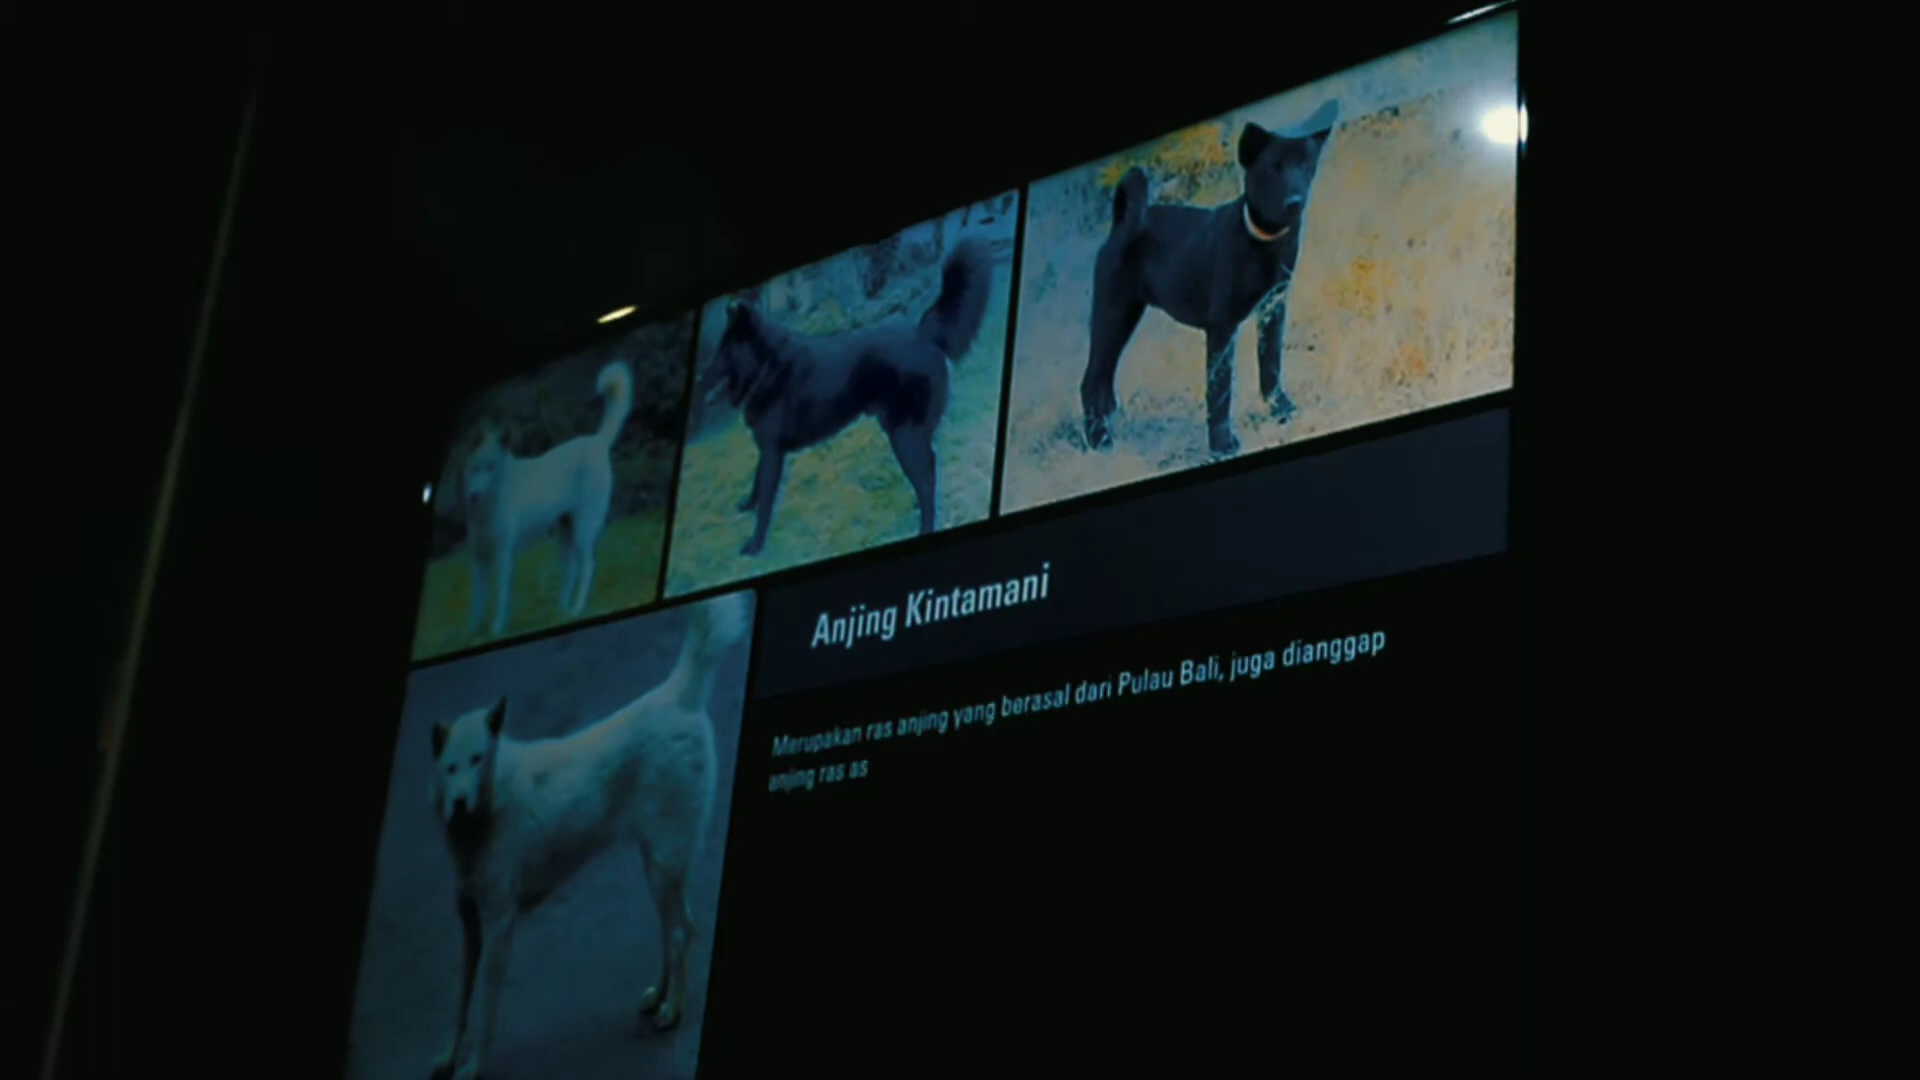 Anjing Kintamani
Merupakan ras anjing yang berasal dari Pulau Bali, juga dianggap
anjing ras as